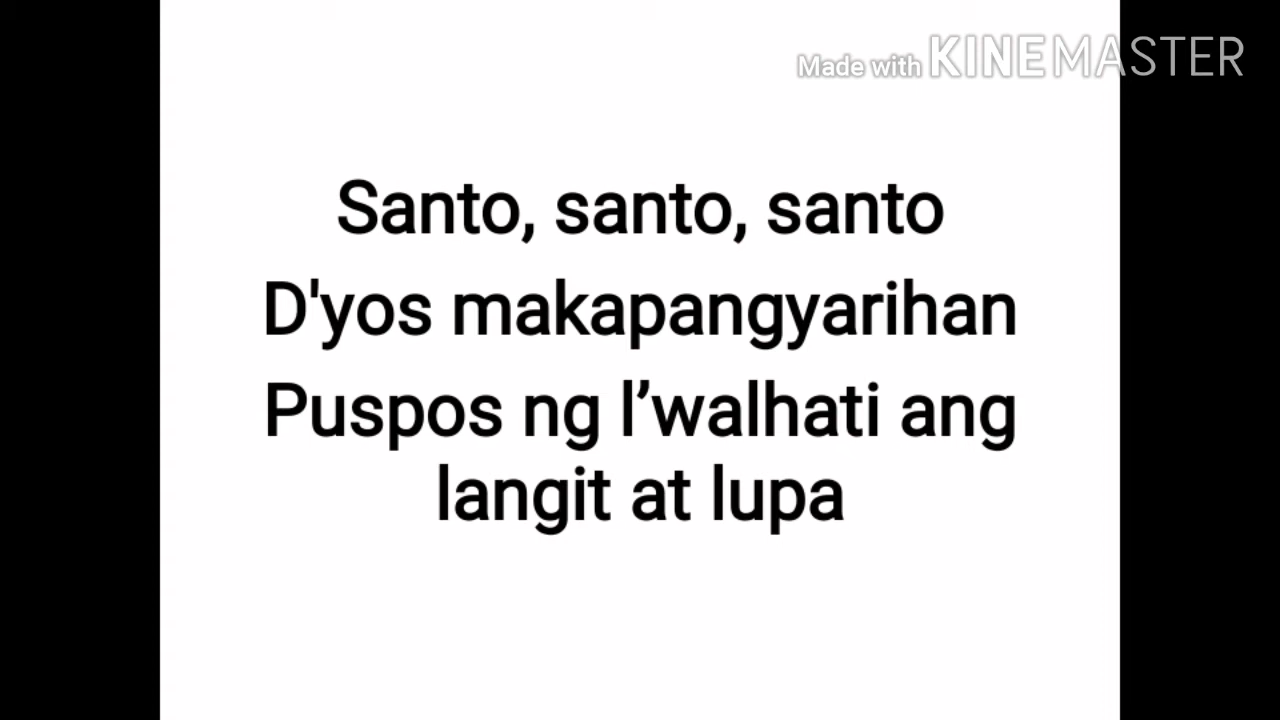 Made with KINEMASTER
Santo, santo, santo
D'yos makapangyarihan
Puspos ng l’walhati ang
langit at lupa